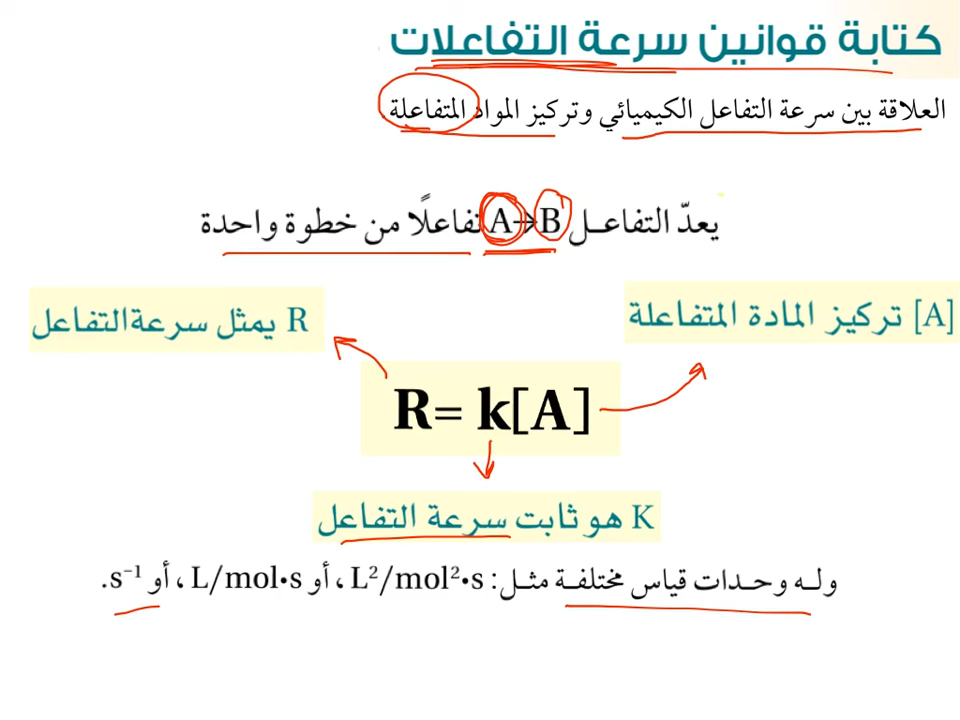 كتابة قوانين سرعة التفاعلات
العلاقة بين سرعة التفاعل الكيميائي وتركيز المواد المتفاعلة.
يعدّ التفاعل A→B تفاعلًا من خطوة واحدة
[A] تركيز المادة المتفاعلة
R يمثل سرعة التفاعل
R= k[A]
K هو ثابت سرعة التفاعل
وله وحدات قياس مختلفة مثل: L²/mol²•s، أو L/mol•s، أو s⁻¹.